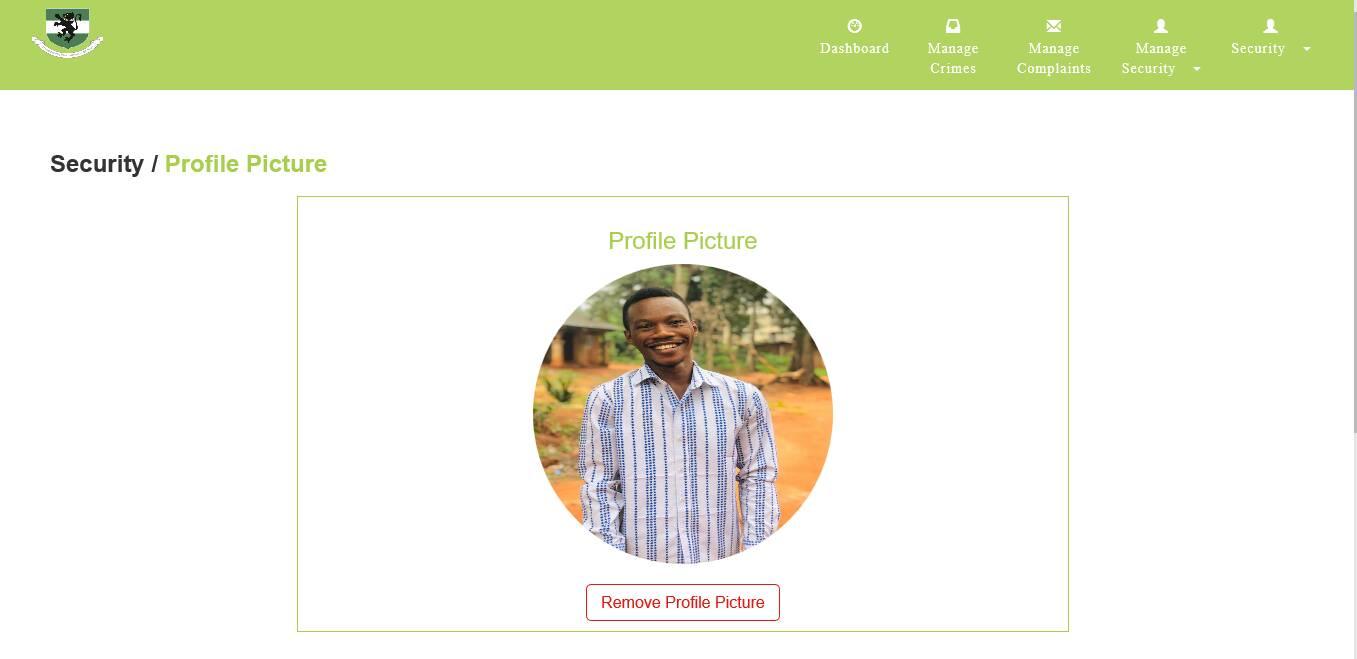 Dashboard
Manage
Crimes
Manage
Complaints
Manage
Security
Security
Security / Profile Picture
Profile Picture
Remove Profile Picture